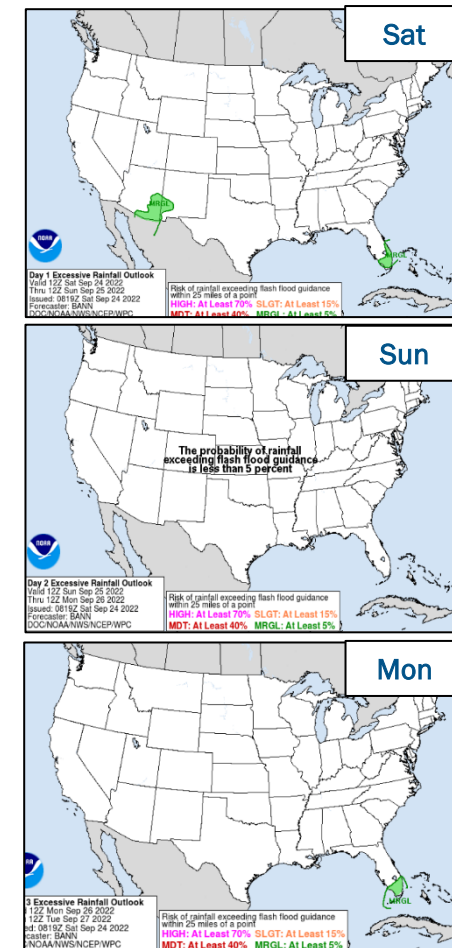 Sat
MRGL
MRGL
NOAA
Day 1 Excessive Rainfall Outlook
Valid 12Z Sat Sep 24 2022
Thru 12Z Sun Sep 25 2022
Issued: 0819Z Sat Sep 24 2022
Forecaster: BANN
DOC/NOAA/NWS/NCEP/WPC
Risk of rainfall exceeding flash flood guidance
within 25 miles of a point
HIGH: At Least 70% SLGT: At Least 15%
MDT: At Least 40% MRGL: At Least 5%
Sun
The probability of rainfall
exceeding flash flood guidance
is less than 5 percent
NOAA
Day 2 Excessive Rainfall Outlook
Valid 12Z Sun Sep 25 2022
Thru 12Z Mon Sep 26 2022
Issued: 0819Z Sat Sep 24 2022
Forecaster: BANN
DOC/NOAA/NWS/NCEP/WPC
Risk of rainfall exceeding flash flood guidance
within 25 miles of a point
HIGH: At Least 70% SLGT: At Least 15%
MDT: At Least 40% MRGL: At Least 5%
Mon
MRGL
3 Excessive Rainfall Outlook
12Z Mon Sep 26 2022
12Z Tue Sep 27 2022
ed: 0819Z Sat Sep 24 2022
caster: BANN
/NOAA/NWS/NCEP/WPC
Risk of rainfall exceeding flash flood guidance
within 25 miles of a point
HIGH: At Least 70% SLGT: At Least 15%
MDT: At Least 40% MRGL: At Least 5%